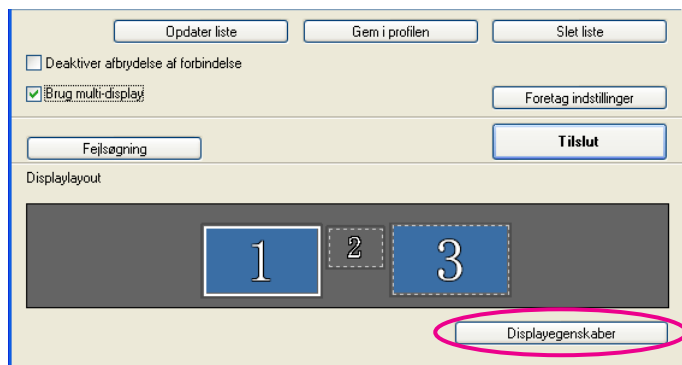 Opdater liste Gem i profilen Slet liste
Deaktiver afbrydelse af forbindelse
Brug multi-display
Foretag indstillinger
Fejlsøgning Tilslut
Displaylayout
1 2 3
Displayegenskaber